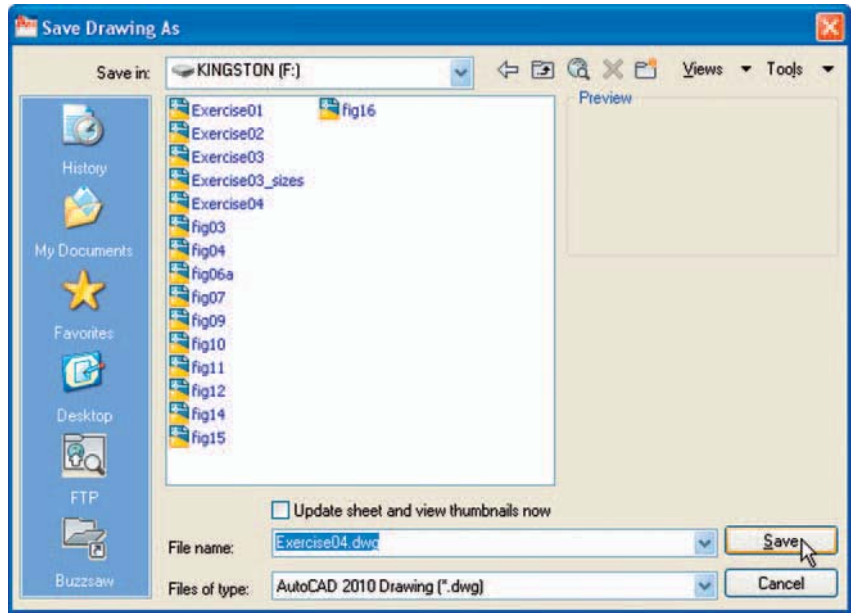 Save Drawing As
Save in:
KINGSTON (F:)
Views
Tools
History
My Documents
Favorites
Desktop
FTP
Buzzsaw
Exercise01
Exercise02
Exercise03
Exercise03_sizes
Exercise04
fig03
fig04
fig06a
fig07
fig09
fig10
fig11
fig12
fig14
fig15
fig16
Preview
Update sheet and view thumbnails now
File name:
Exercise04.dwg
Save
Files of type:
AutoCAD 2010 Drawing (*.dwg)
Cancel